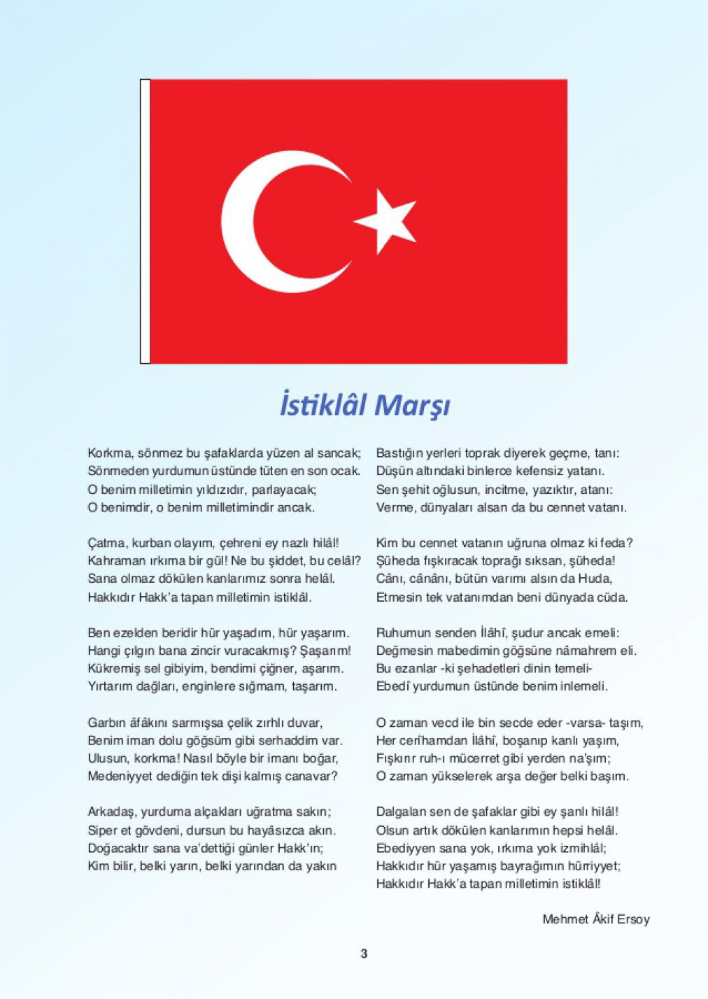 İstiklâl Marşı
Korkma, sönmez bu şafaklarda yüzen al sancak;
Sönmeden yurdumun üstünde tüten en son ocak.
O benim milletimin yıldızıdır, parlayacak;
O benimdir, o benim milletimindir ancak.
Çatma, kurban olayım, çehreni ey nazlı hilâl!
Kahraman ırkıma bir gül! Ne bu şiddet, bu celâl?
Sana olmaz dökülen kanlarımız sonra helâl.
Hakkıdır Hakk’a tapan milletimin istiklâl.
Ben ezelden beridir hür yaşadım, hür yaşarım.
Hangi çılgın bana zincir vuracakmış? Şaşarım!
Kükremiş sel gibiyim, bendimi çiğner, aşarım.
Yırtarım dağları, enginlere sığmam, taşarım.
Garbın âfâkını sarmışsa çelik zırhlı duvar,
Benim iman dolu göğsüm gibi serhaddim var.
Ulusun, korkma! Nasıl böyle bir imanı boğar,
Medeniyyet dediğin tek dişi kalmış canavar?
Arkadaş, yurduma alçakları uğratma sakın;
Siper et gövdeni, dursun bu hayâsızca akın.
Doğacaktır sana va’dettiği günler Hakk’ın;
Kim bilir, belki yarın, belki yarından da yakın
Bastığın yerleri toprak diyerek geçme, tanı:
Düşün altındaki binlerce kefensiz yatanı.
Sen şehit oğlusun, incitme, yazıktır, atanı:
Verme, dünyaları alsan da bu cennet vatanı.
Kim bu cennet vatanın uğruna olmaz ki feda?
Şüheda fışkıracak toprağı sıksan, şüheda!
Cânı, cânânı, bütün varımı alsın da Huda,
Etmesin tek vatanımdan beni dünyada cüda.
Ruhumun senden İlâhî, şudur ancak emeli:
Değmesin mabedimin göğsüne nâmahrem eli.
Bu ezanlar -ki şehadetleri dinin temeli-
Ebedî yurdumun üstünde benim inlemeli.
O zaman vecd ile bin secde eder -varsa- taşım,
Her cerîhamdan İlâhî, boşanıp kanlı yaşım,
Fışkırır ruh-ı mücerret gibi yerden na’şım;
O zaman yükselerek arşa değer belki başım.
Dalgalan sen de şafaklar gibi ey şanlı hilâl!
Olsun artık dökülen kanlarımın hepsi helâl.
Ebediyyen sana yok, ırkıma yok izmihlâl;
Hakkıdır hür yaşamış bayrağımın hürriyyet;
Hakkıdır Hakk’a tapan milletimin istiklâl!
Mehmet Âkif Ersoy
3